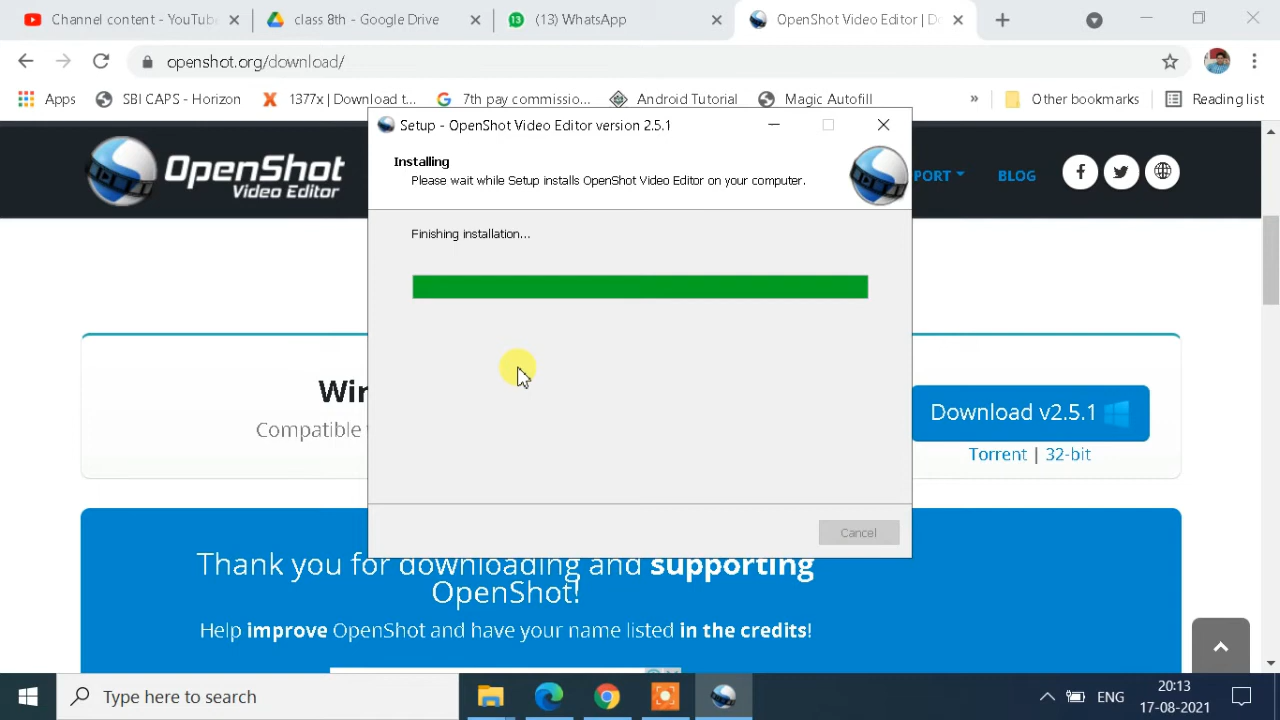 Channel content - YouTub
class 8th - Google Drive
(13) WhatsApp
OpenShot Video Editor | D
openshot.org/download/
Apps
SBI CAPS - Horizon
1377x | Download t...
7th pay commissio...
Android Tutorial
Magic Autofill
»
Other bookmarks
Reading list
OpenShot
Video Editor
PORT
BLOG
Setup - OpenShot Video Editor version 2.5.1
Installing
Please wait while Setup installs OpenShot Video Editor on your computer.
Finishing installation...
Cancel
Compatible
Download v2.5.1
Torrent | 32-bit
Thank you for downloading and supporting
OpenShot!
Help improve OpenShot and have your name listed in the credits!
Type here to search
ENG
20:13
17-08-2021